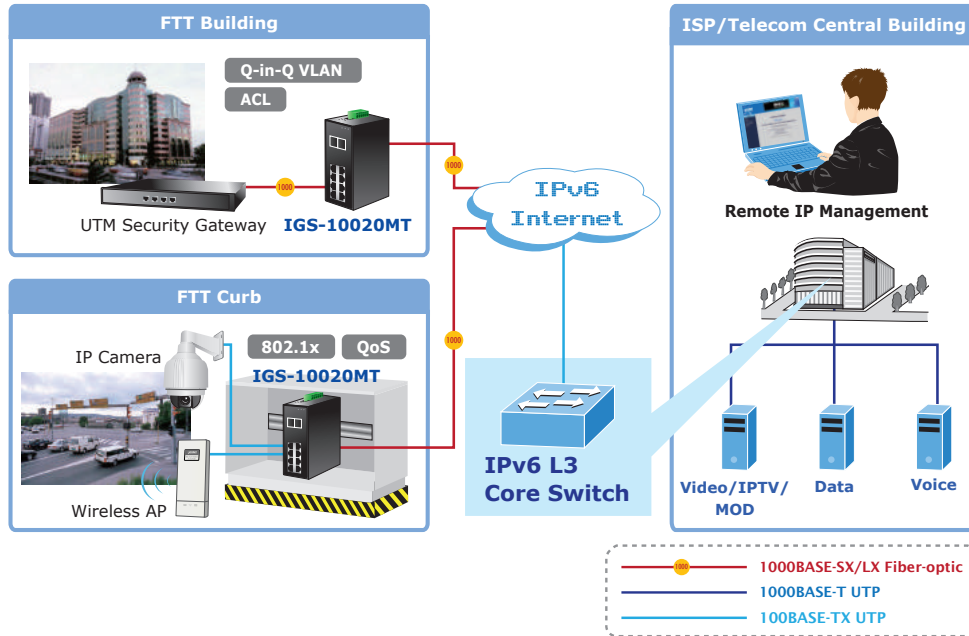 FTT Building
Q-in-Q VLAN
ACL
1000
1000
UTM Security Gateway
IGS-10020MT
FTT Curb
IP Camera
802.1x
QoS
IGS-10020MT
1000
Wireless AP
IPv6
Internet
IPv6 L3
Core Switch
ISP/Telecom Central Building
Remote IP Management
Video/IPTV/
MOD
Data
Voice
1000
1000BASE-SX/LX Fiber-optic
1000BASE-T UTP
100BASE-TX UTP